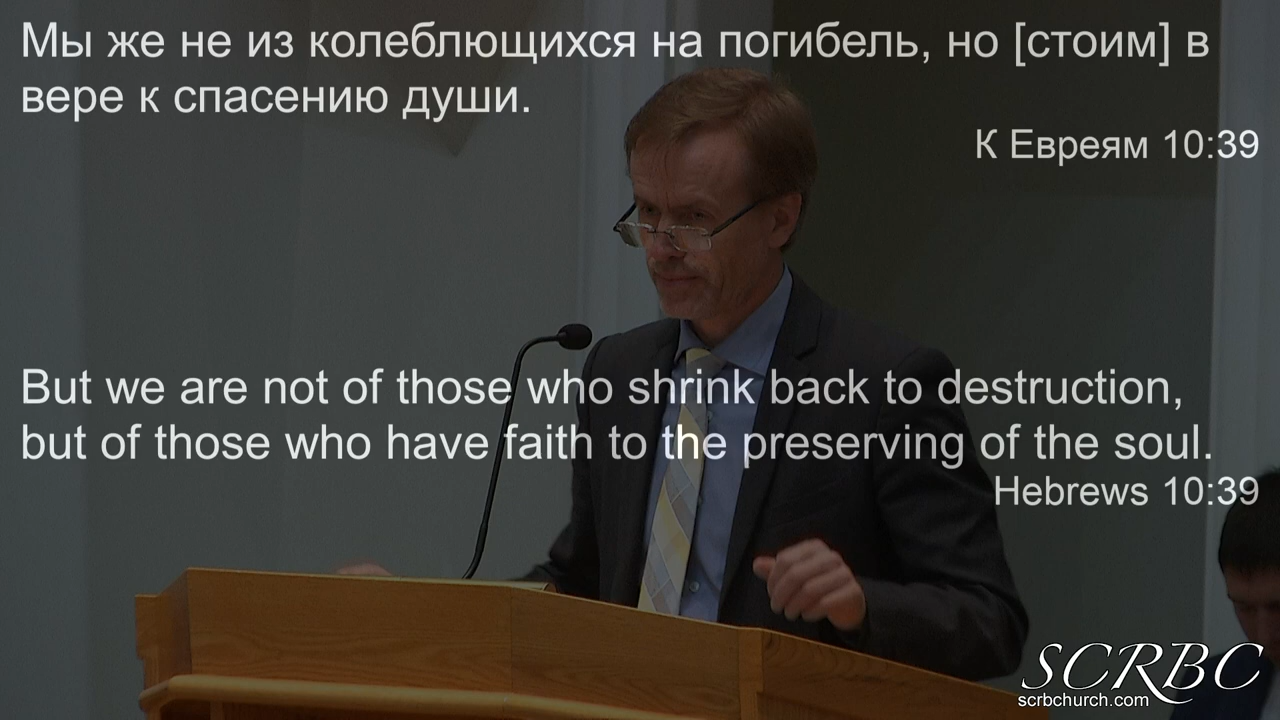 Мы же не из колеблющихся на погибель, но [стоим] в
вере к спасению души.
К Евреям 10:39
But we are not of those who shrink back to destruction,
but of those who have faith to the preserving of the soul.
Hebrews 10:39
SCRBC
scrbchurch.com